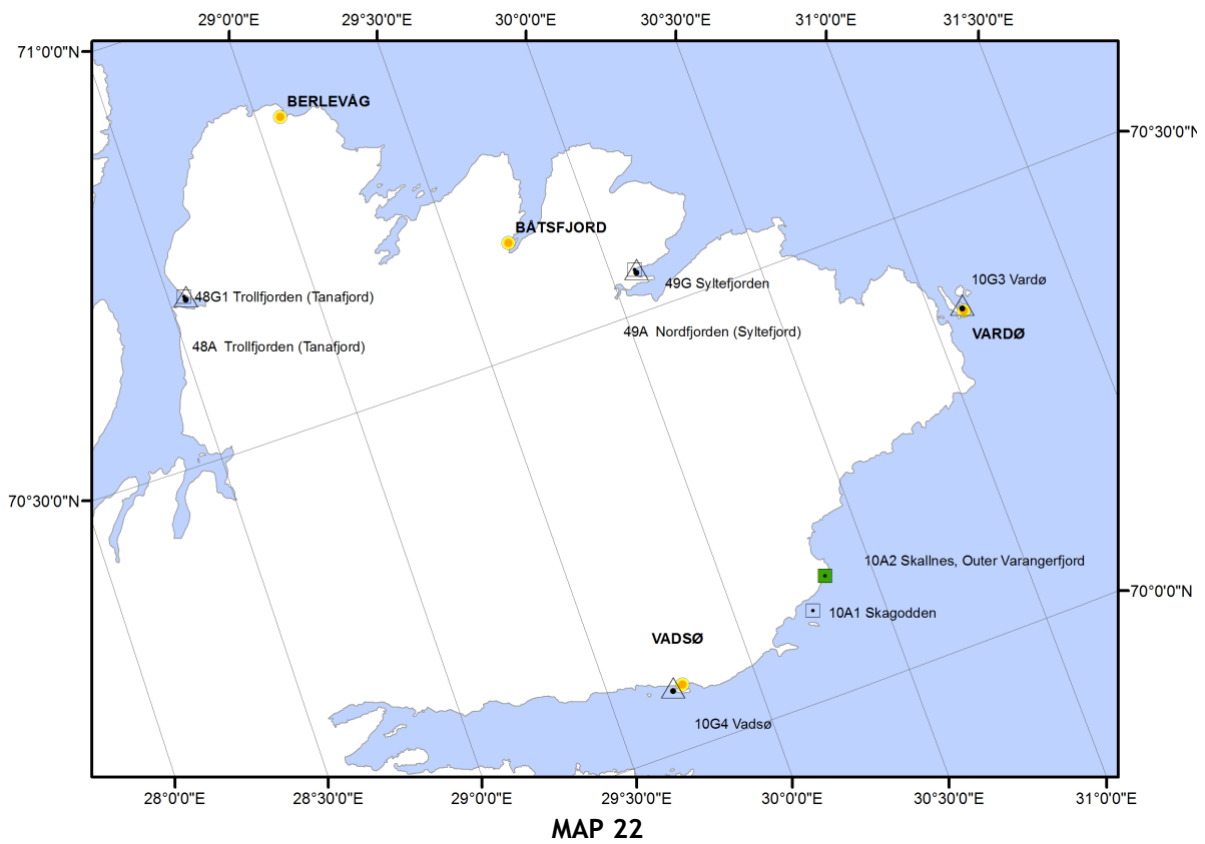 29°0'0"E 29°30'0"E 30°0'0"E 30°30'0"E 31°0'0"E 31°30'0"E
71°0'0"N
BERLEVÅG
70°30'0"N
BÅTSFJORD
49G Syltefjorden
10G3 Vardø
48G1 Trollfjorden (Tanafjord)
49A Nordfjorden (Syltefjord)
VARDØ
48A Trollfjorden (Tanafjord)
70°30'0"N
10A2 Skallnes, Outer Varangerfjord
70°0'0"N
10A1 Skagodden
VADSØ
10G4 Vadsø
28°0'0"E 28°30'0"E 29°0'0"E 29°30'0"E 30°0'0"E 30°30'0"E 31°0'0"E
MAP 22